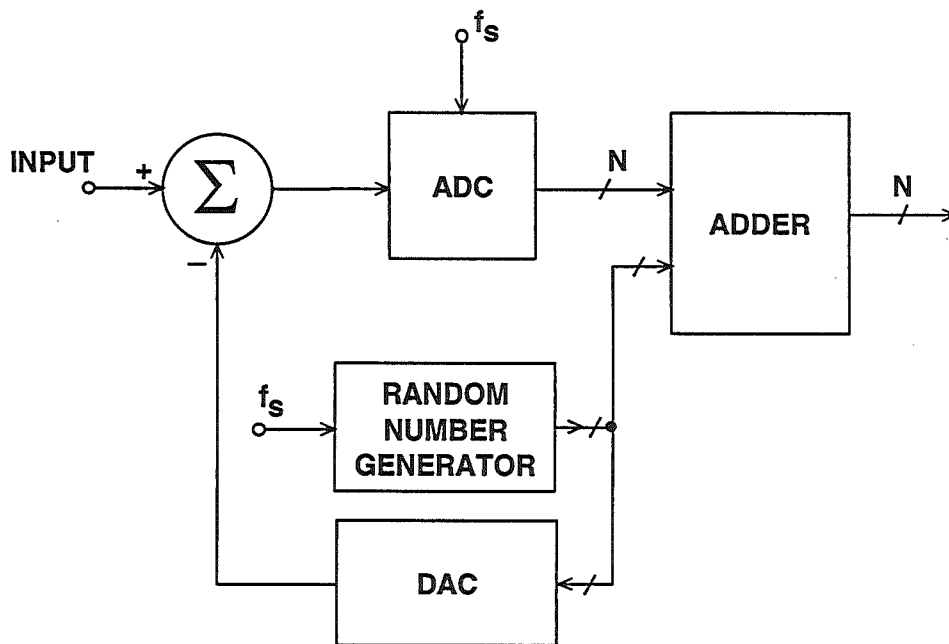 fs
INPUT
+
Σ
ADC
N
ADDER
N
−
fs
RANDOM
NUMBER
GENERATOR
DAC